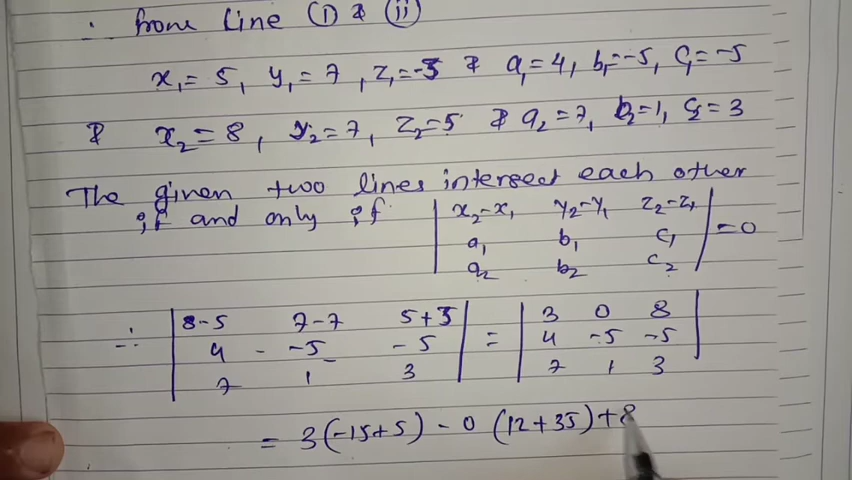 ∴ from Line (i) & (ii)
x₁ = 5, y₁ = 7, z₁ = -3 & a₁ = 4, b₁ = -5, c₁ = -5
& x₂ = 8, y₂ = 7, z₂ = 5 & a₂ = 7, b₂ = 1, c₂ = 3
The given two lines intersect each other
if and only if | x₂-x₁ y₂-y₁ z₂-z₁ |
| a₁ b₁ c₁ | = 0
| a₂ b₂ c₂ |
| 8-5 7-7 5+3 | | 3 0 8 |
∴ | 4 -5 -5 | = | 4 -5 -5 |
| 7 1 3 | | 7 1 3 |
= 3(-15+5) - 0 (12+35) + 8